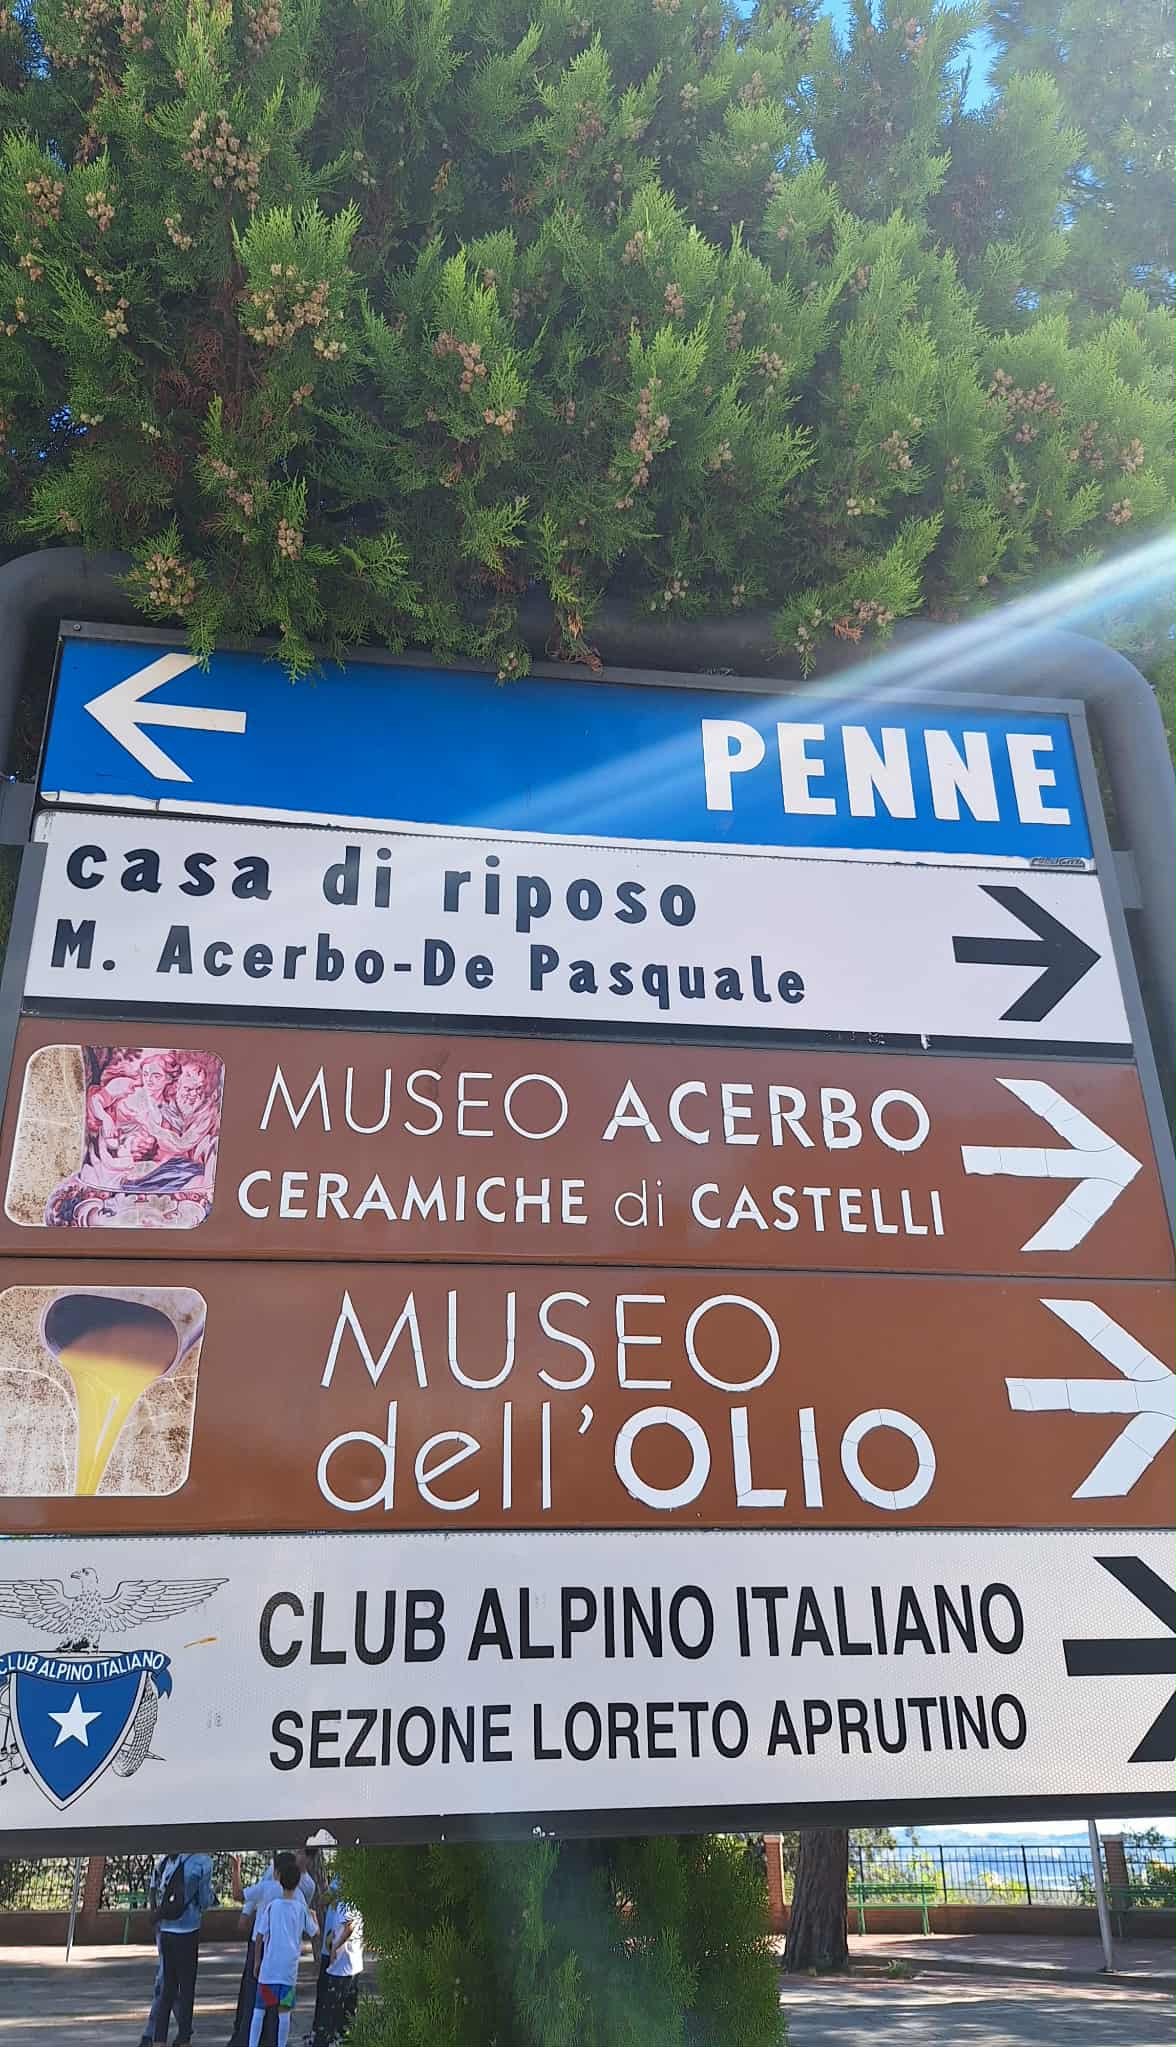 PENNE
casa di riposo
M. Acerbo-De Pasquale
MUSEO ACERBO
CERAMICHE di CASTELLI
MUSEO
dell'OLIO
CLUB ALPINO ITALIANO
CLUB ALPINO ITALIANO
SEZIONE LORETO APRUTINO